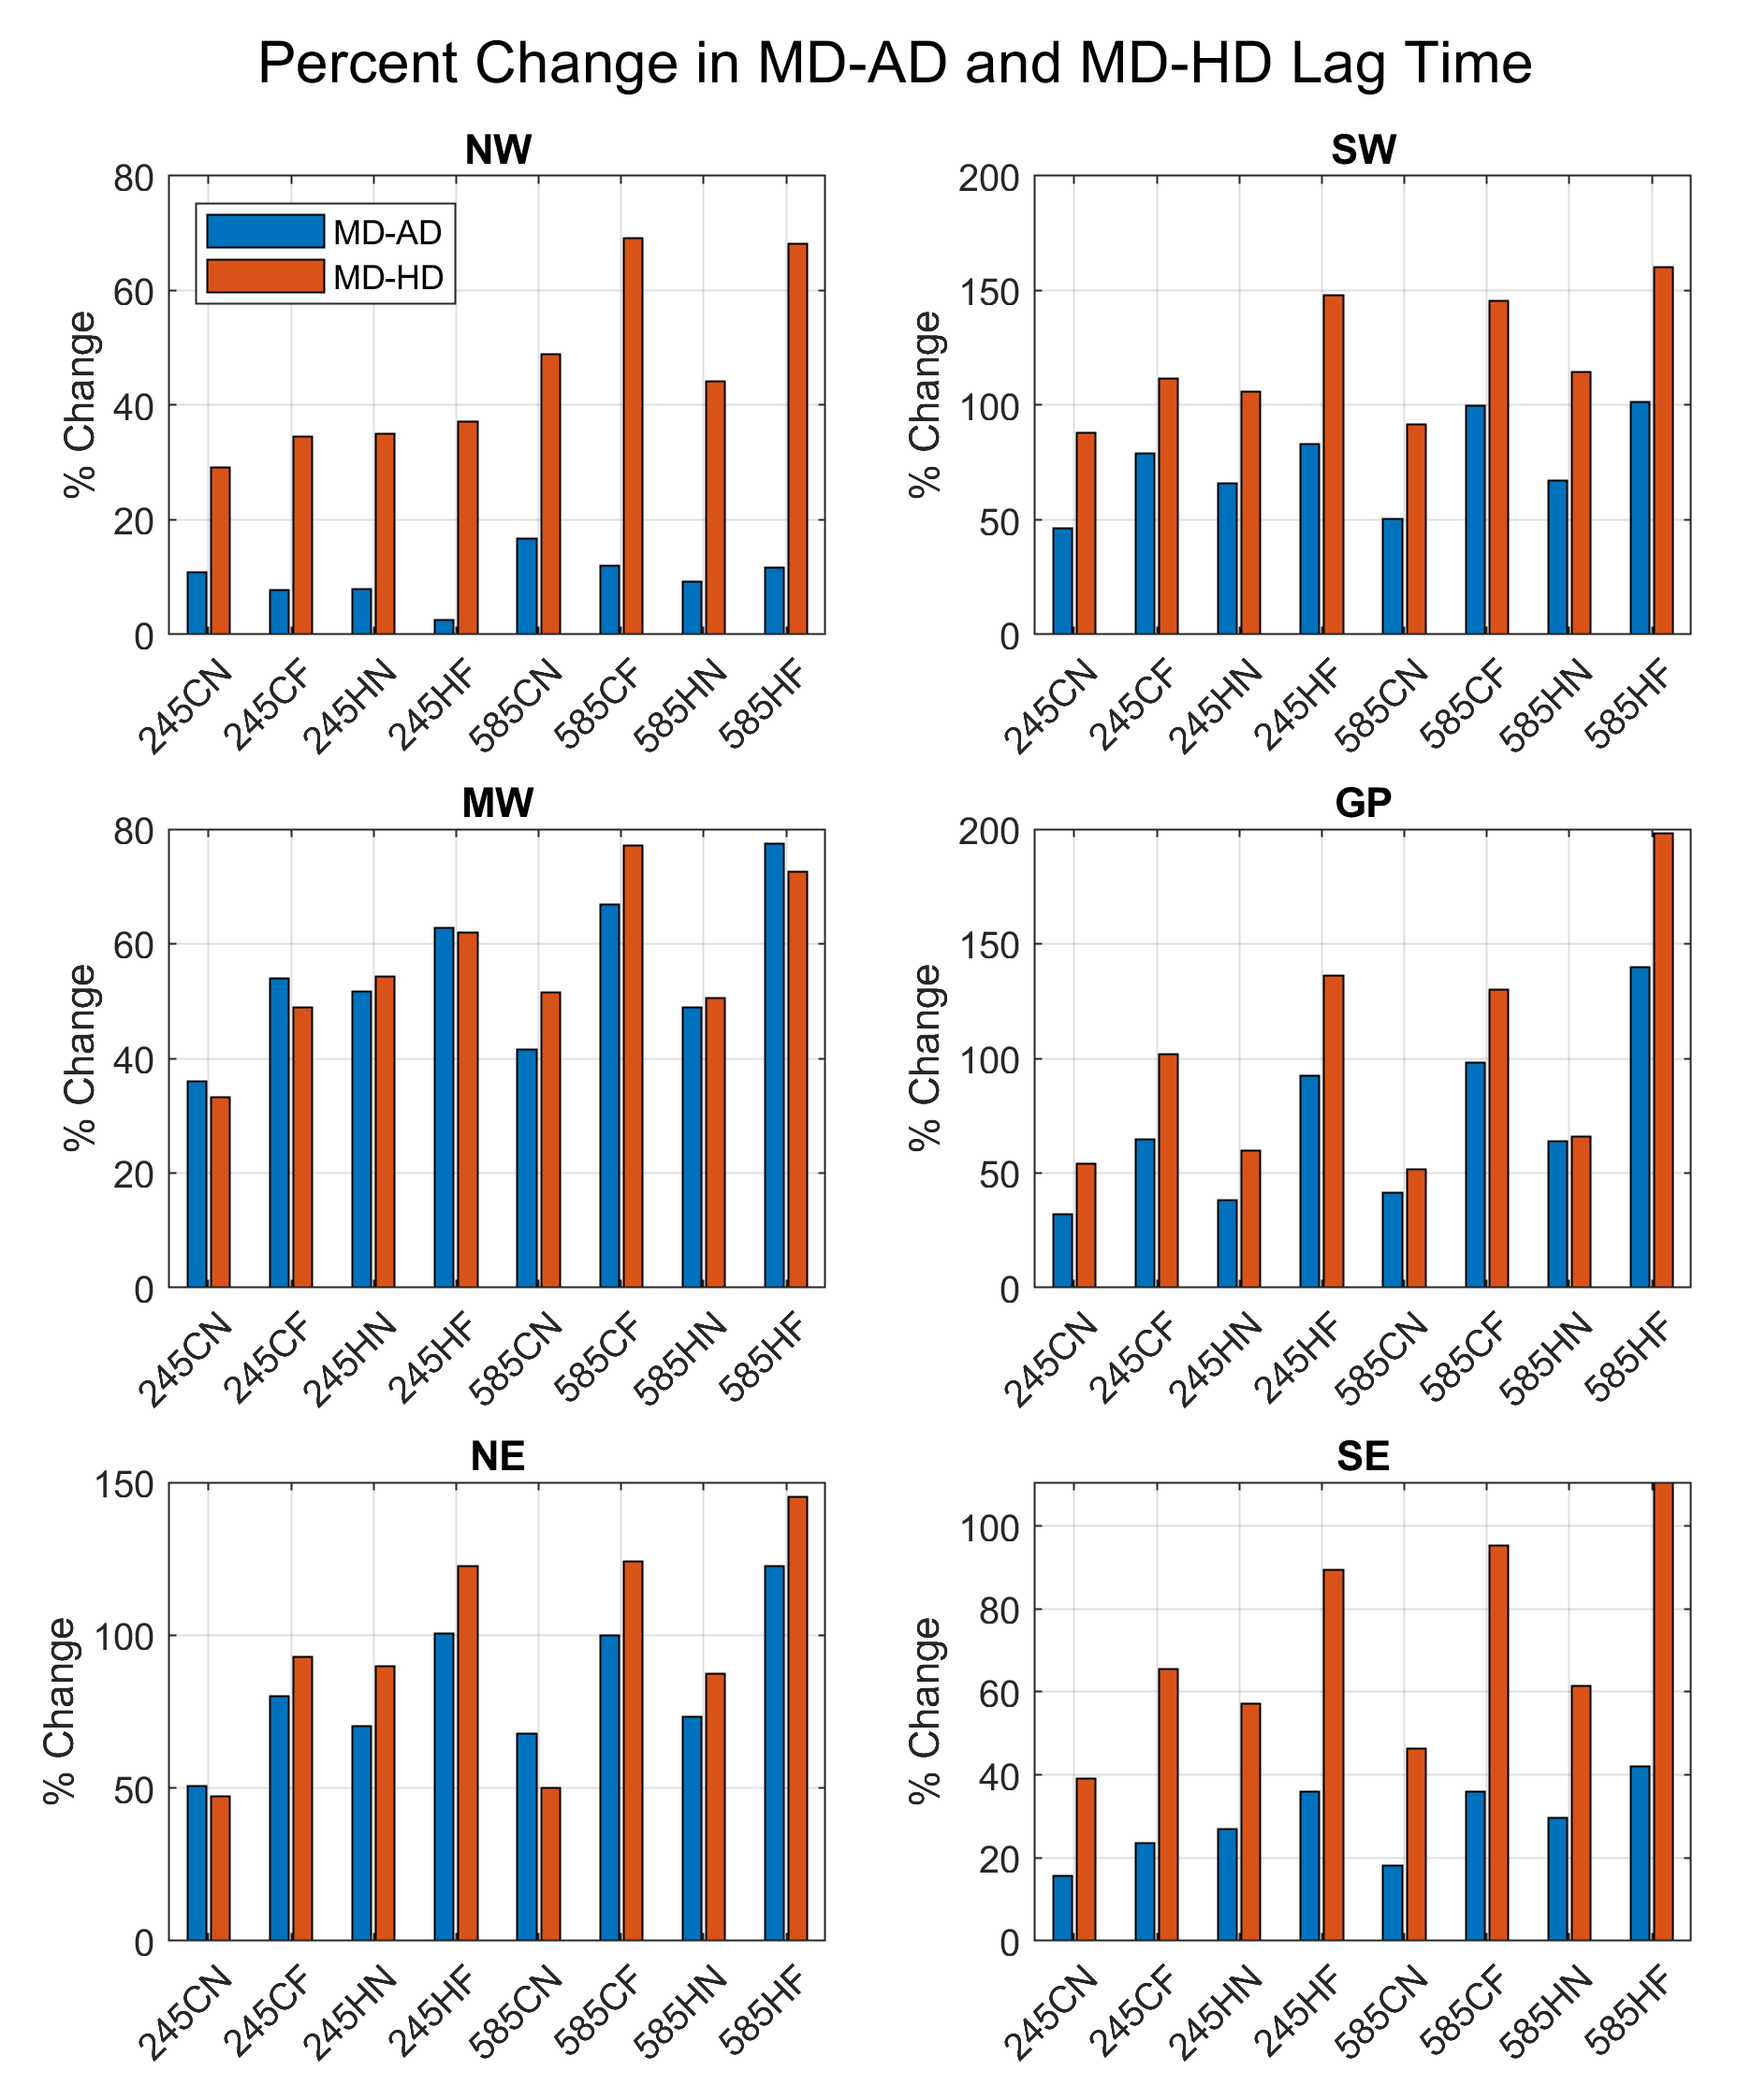 Percent Change in MD-AD and MD-HD Lag Time
NW
80
60
40
20
0
% Change
MD-AD
MD-HD
245CN
245CF
245HN
245HF
585CN
585CF
585HN
585HF
SW
200
150
100
50
0
% Change
245CN
245CF
245HN
245HF
585CN
585CF
585HN
585HF
MW
80
60
40
20
0
% Change
245CN
245CF
245HN
245HF
585CN
585CF
585HN
585HF
GP
200
150
100
50
0
% Change
245CN
245CF
245HN
245HF
585CN
585CF
585HN
585HF
NE
150
100
50
0
% Change
245CN
245CF
245HN
245HF
585CN
585CF
585HN
585HF
SE
100
80
60
40
20
0
% Change
245CN
245CF
245HN
245HF
585CN
585CF
585HN
585HF